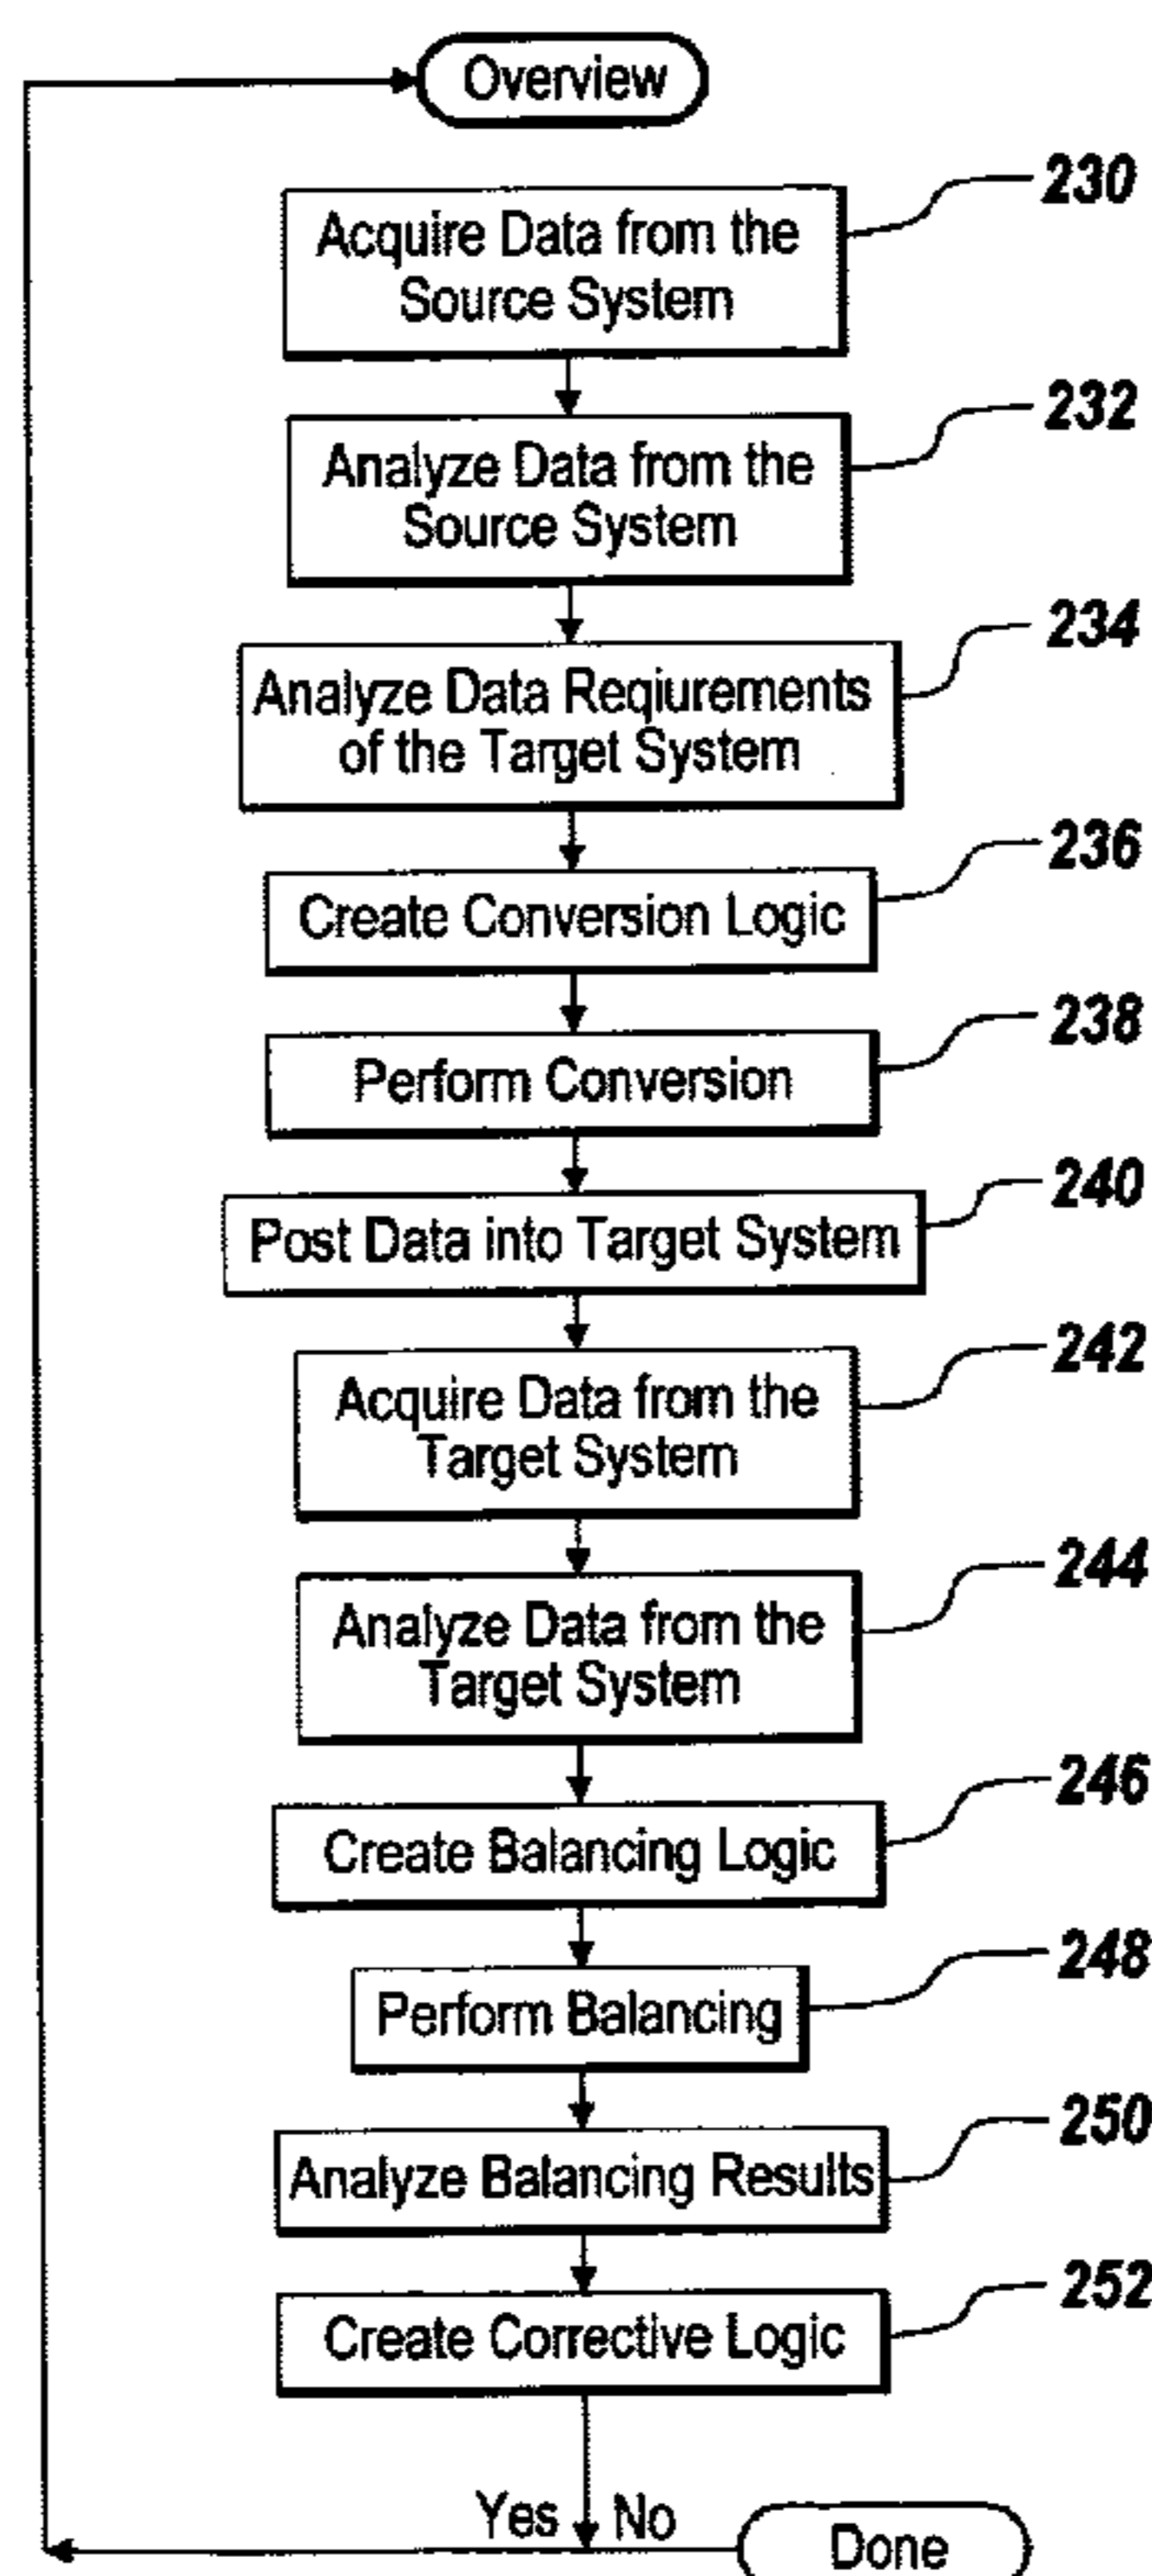 Overview
230
Acquire Data from the
Source System
232
Analyze Data from the
Source System
234
Analyze Data Reqiurements
of the Target System
236
Create Conversion Logic
238
Perform Conversion
240
Post Data into Target System
242
Acquire Data from the
Target System
244
Analyze Data from the
Target System
246
Create Balancing Logic
248
Perform Balancing
250
Analyze Balancing Results
252
Create Corrective Logic
Yes No
Done